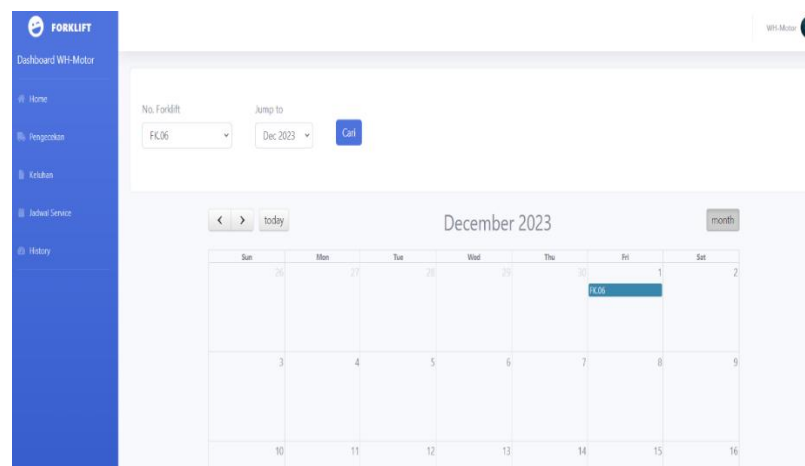 FORKLIFT
WH-Motor
Dashboard WH-Motor
Home
Pengecekan
Keluhan
Jadwal Service
History
No. Forklift
Jump to
FK.06
Dec 2023
Cari
today
December 2023
month
Sun Mon Tue Wed Thu Fri Sat
26 27 28 29 30 1 2
FK.06
3 4 5 6 7 8 9
10 11 12 13 14 15 16